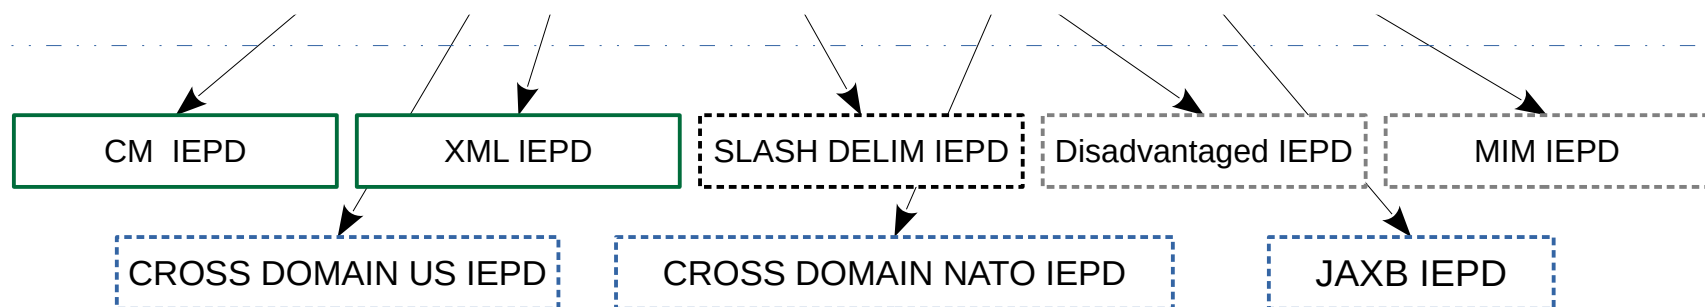 CM  IEPD
XML IEPD
SLASH DELIM IEPD
Disadvantaged IEPD
MIM IEPD
CROSS DOMAIN US IEPD
CROSS DOMAIN NATO IEPD
JAXB IEPD